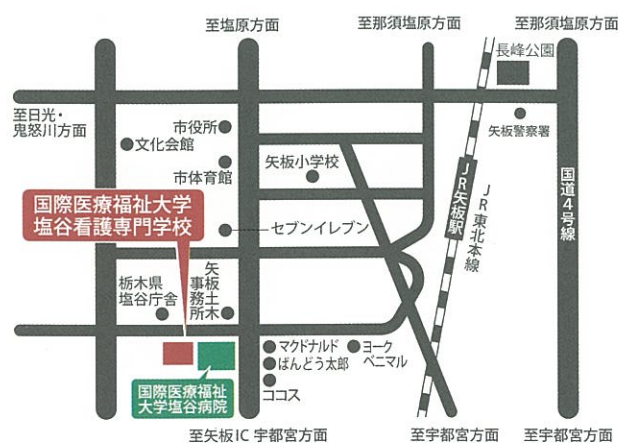 至塩原方面
至那須塩原方面
至那須塩原方面
長峰公園
至日光・
鬼怒川方面
市役所
文化会館
矢板警察署
市体育館
矢板小学校
国道4号線
JR矢板駅
JR東北本線
国際医療福祉大学
塩谷看護専門学校
セブンイレブン
栃木県
塩谷庁舎
矢板土木
事務所
マクドナルド
ヨーク
ベニマル
ばんどう太郎
ココス
国際医療福祉
大学塩谷病院
至矢板IC 宇都宮方面
至宇都宮方面
至宇都宮方面